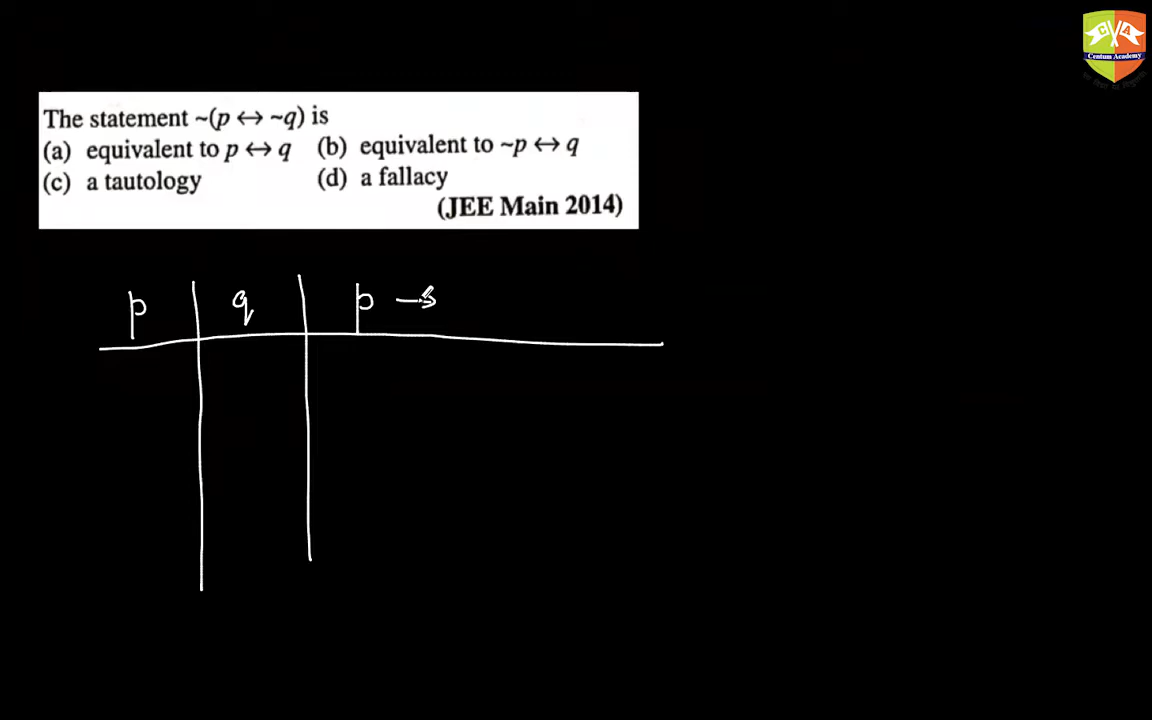 C A
Centum Academy
The statement ~(p ↔ ~q) is
(a) equivalent to p ↔ q (b) equivalent to ~p ↔ q
(c) a tautology (d) a fallacy
(JEE Main 2014)
p q p →